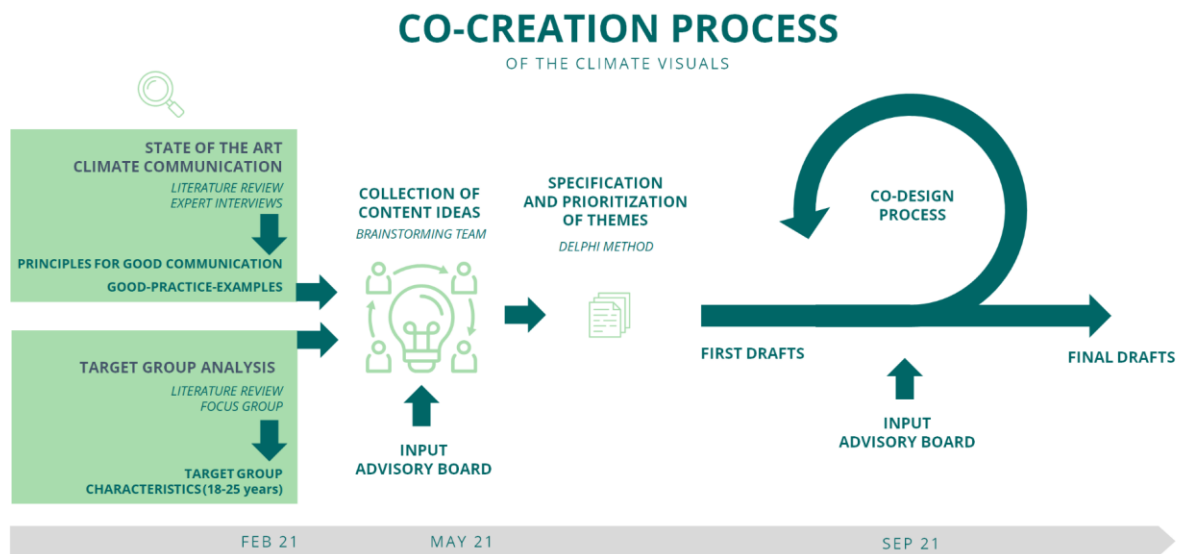 CO-CREATION PROCESS
OF THE CLIMATE VISUALS
STATE OF THE ART
CLIMATE COMMUNICATION
LITERATURE REVIEW
EXPERT INTERVIEWS
PRINCIPLES FOR GOOD COMMUNICATION
GOOD-PRACTICE-EXAMPLES
TARGET GROUP ANALYSIS
LITERATURE REVIEW
FOCUS GROUP
TARGET GROUP
CHARACTERISTICS (18-25 years)
COLLECTION OF
CONTENT IDEAS
BRAINSTORMING TEAM
INPUT
ADVISORY BOARD
SPECIFICATION
AND PRIORITIZATION
OF THEMES
DELPHI METHOD
CO-DESIGN
PROCESS
FIRST DRAFTS
FINAL DRAFTS
INPUT
ADVISORY BOARD
FEB 21
MAY 21
SEP 21